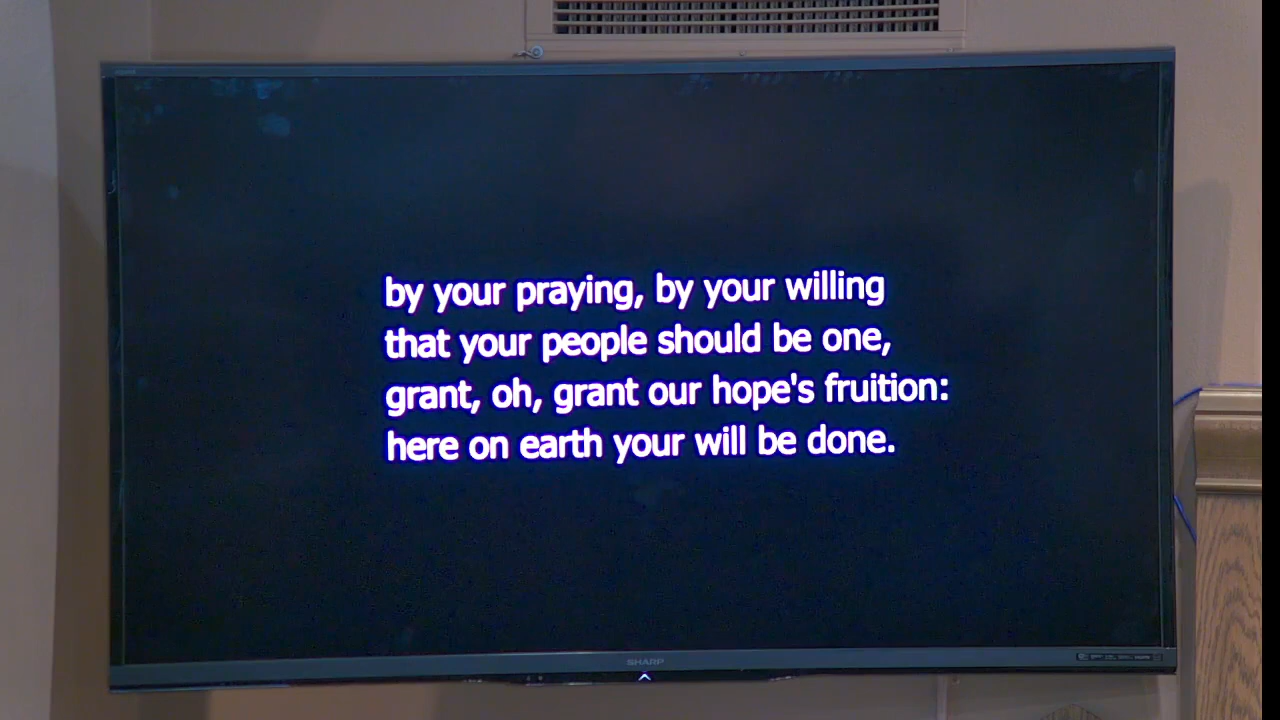 by your praying, by your willing
that your people should be one,
grant, oh, grant our hope's fruition:
here on earth your will be done.
SHARP